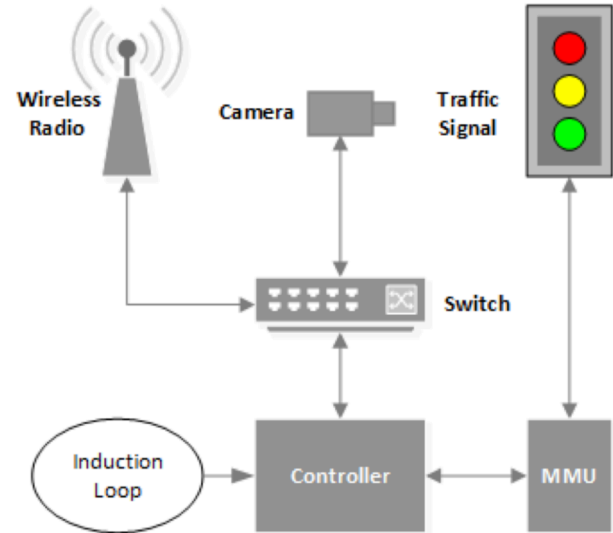 Wireless
Radio
Camera
Traffic
Signal
Switch
Induction
Loop
Controller
MMU